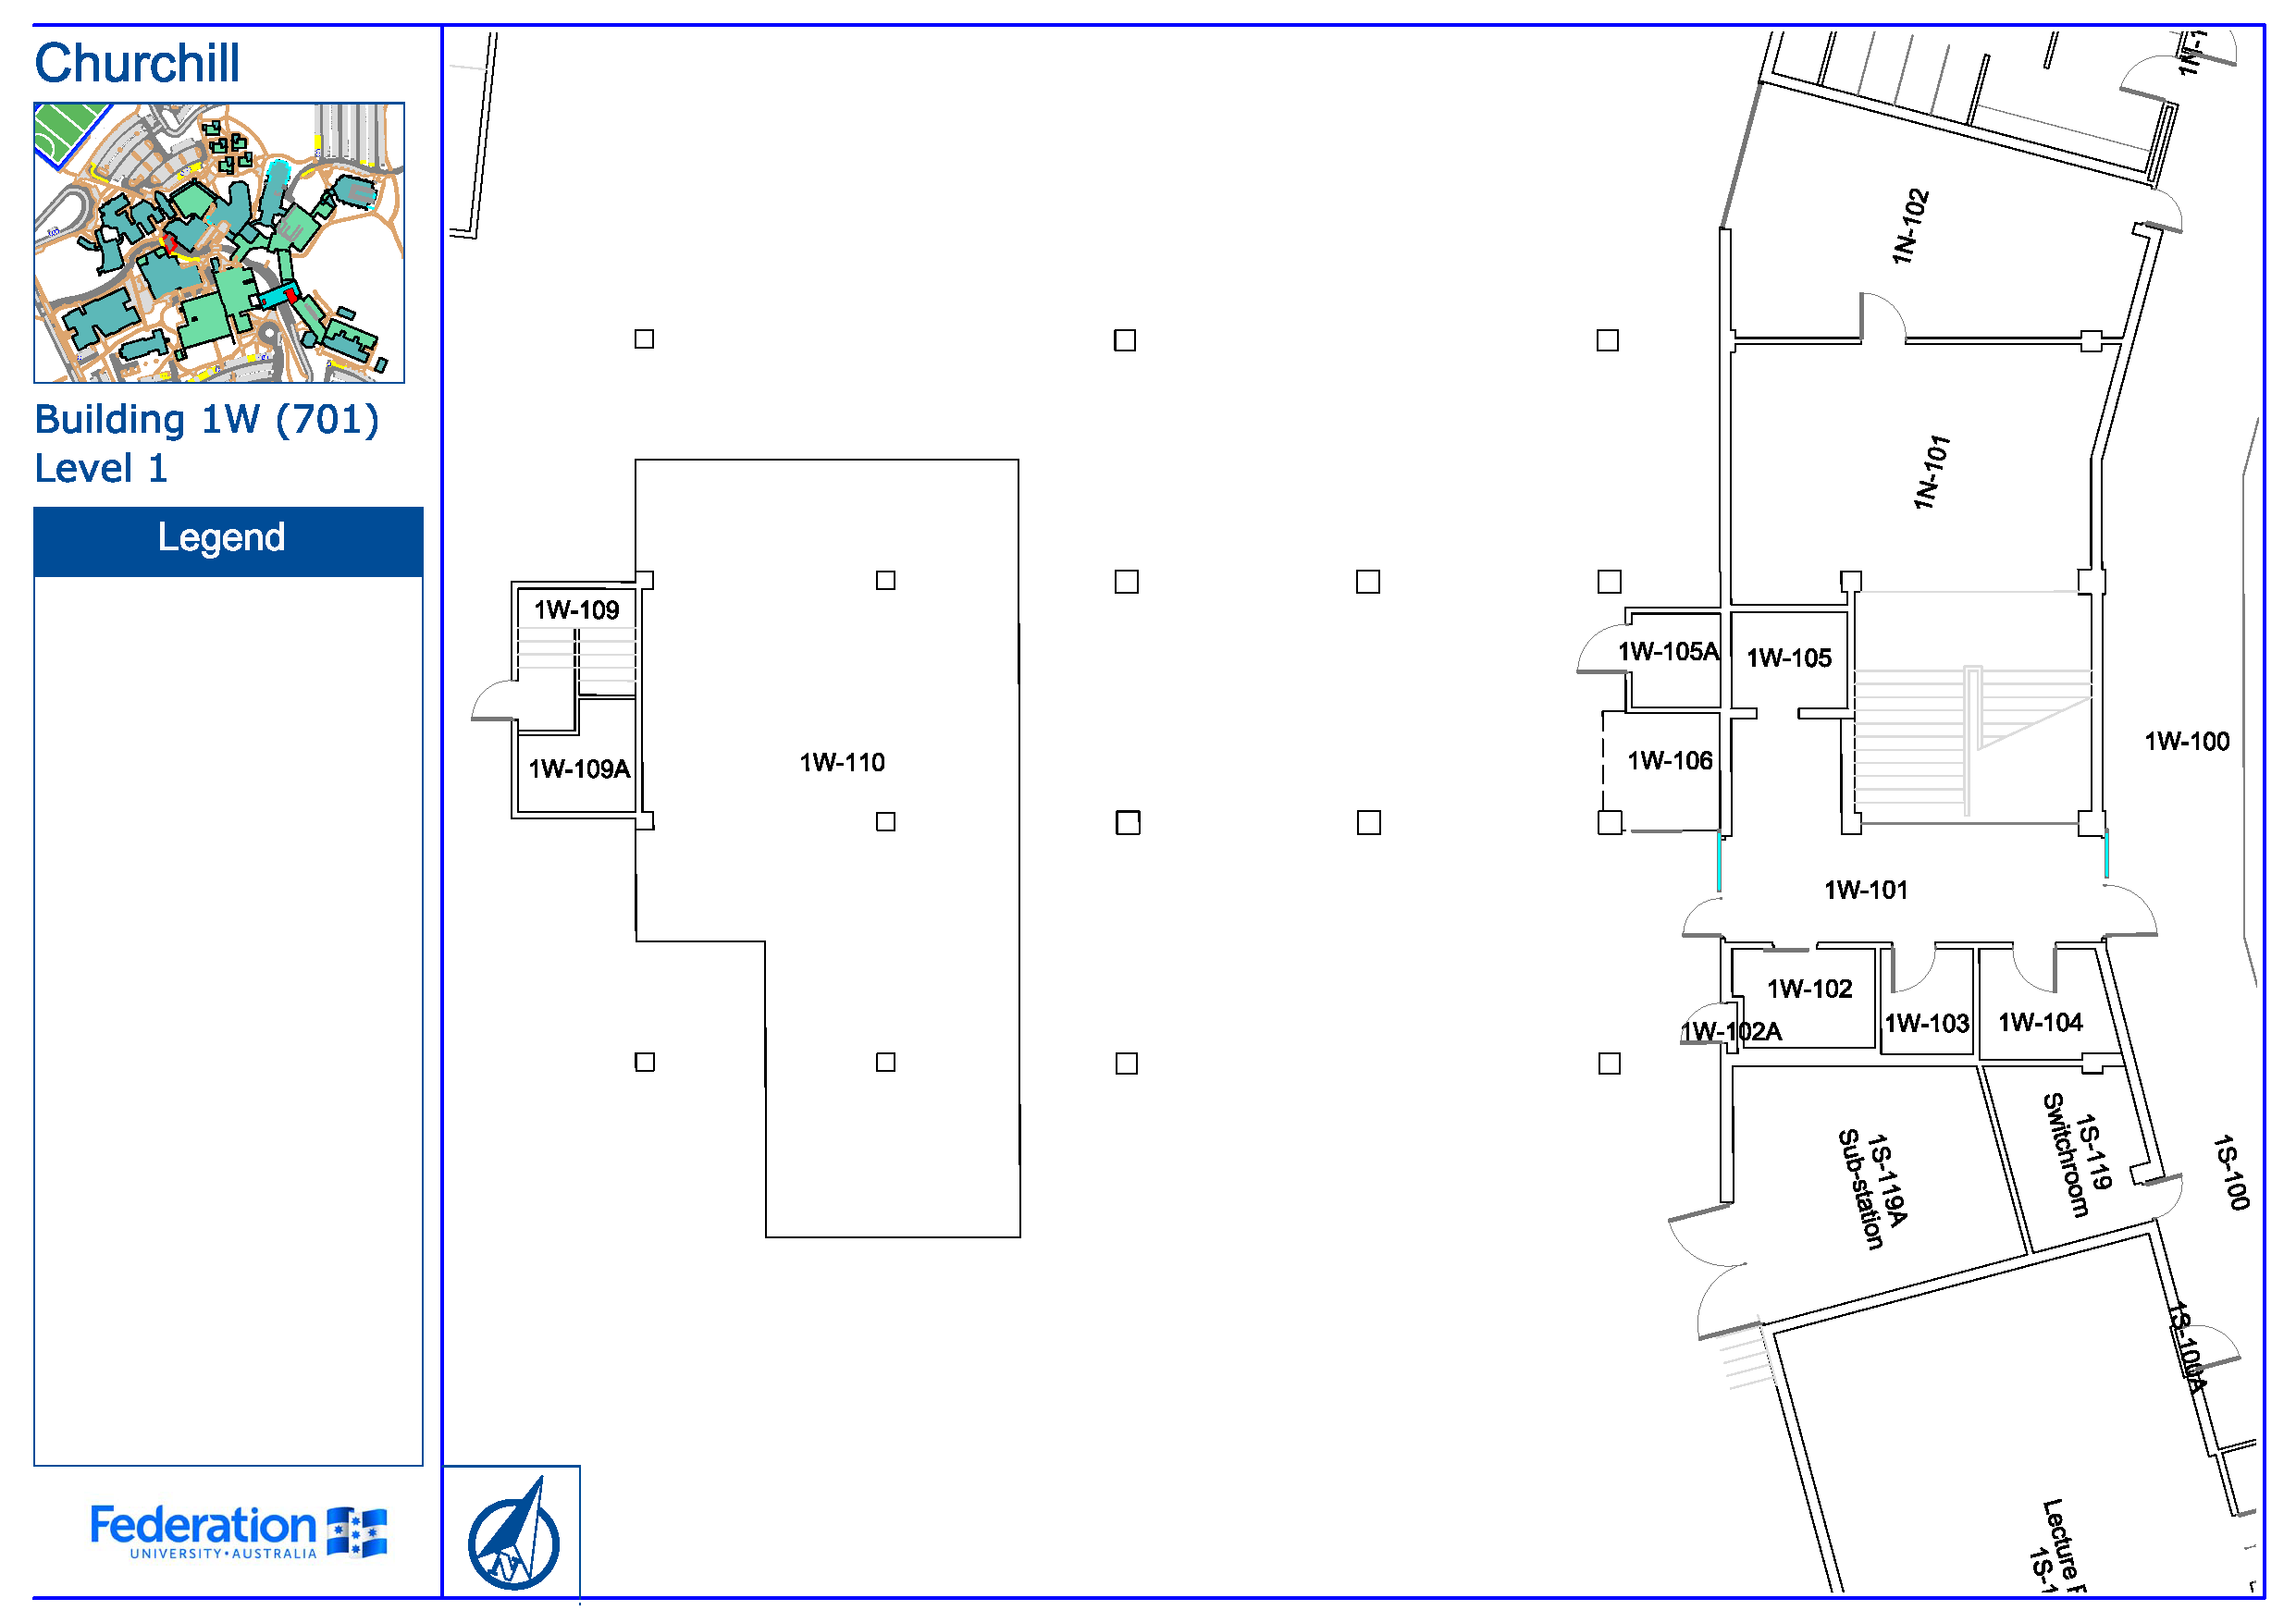 Churchill
Building 1W (701)
Level 1
Legend
Federation
UNIVERSITY • AUSTRALIA
N
1N-1
1N-102
1N-101
1W-109
1W-105A
1W-105
1W-106
1W-100
1W-109A
1W-110
1W-101
1W-102
1W-102A
1W-103
1W-104
1S-119
Switchroom
1S-119A
Sub-station
1S-100
1S-100A
Lecture
1S-1